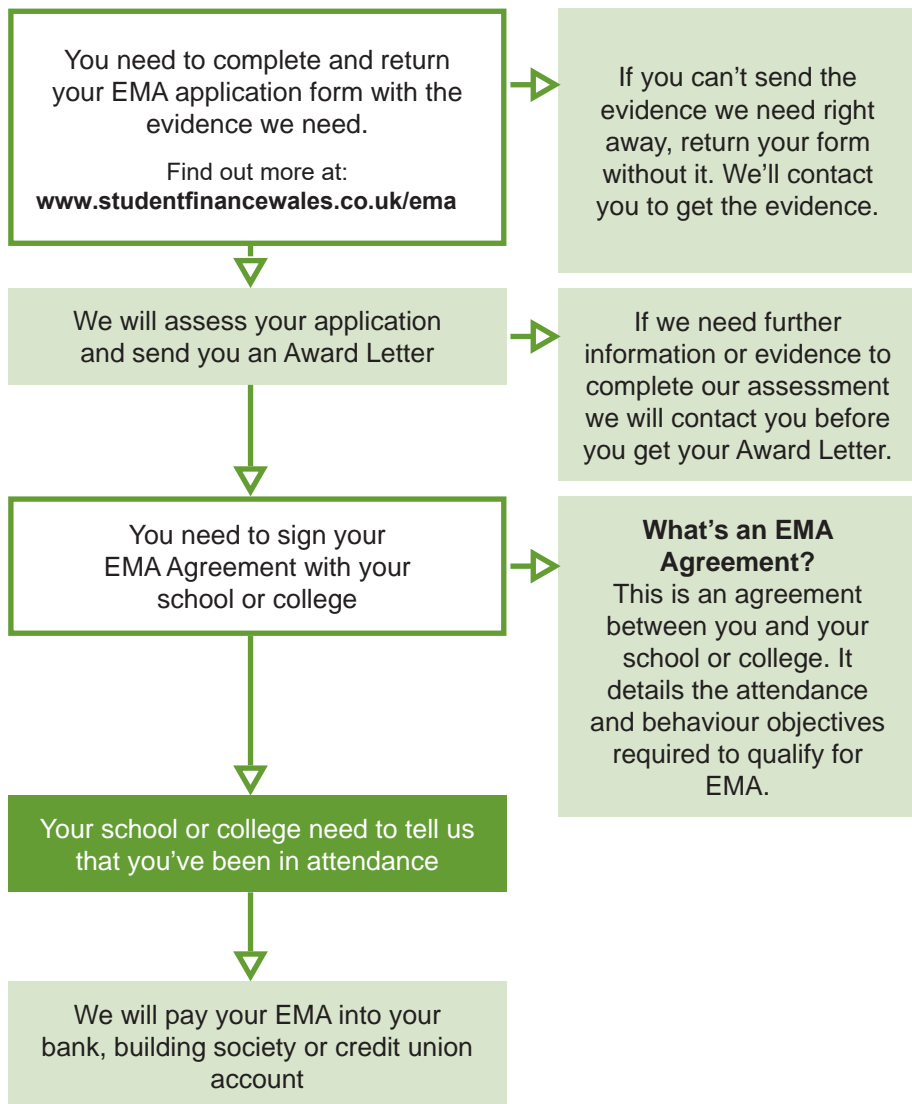 You need to complete and return
your EMA application form with the
evidence we need.
Find out more at:
www.studentfinancewales.co.uk/ema
If you can’t send the
evidence we need right
away, return your form
without it. We’ll contact
you to get the evidence.
We will assess your application
and send you an Award Letter
If we need further
information or evidence to
complete our assessment
we will contact you before
you get your Award Letter.
You need to sign your
EMA Agreement with your
school or college
What’s an EMA
Agreement?
This is an agreement
between you and your
school or college. It
details the attendance
and behaviour objectives
required to qualify for
EMA.
Your school or college need to tell us
that you’ve been in attendance
We will pay your EMA into your
bank, building society or credit union
account